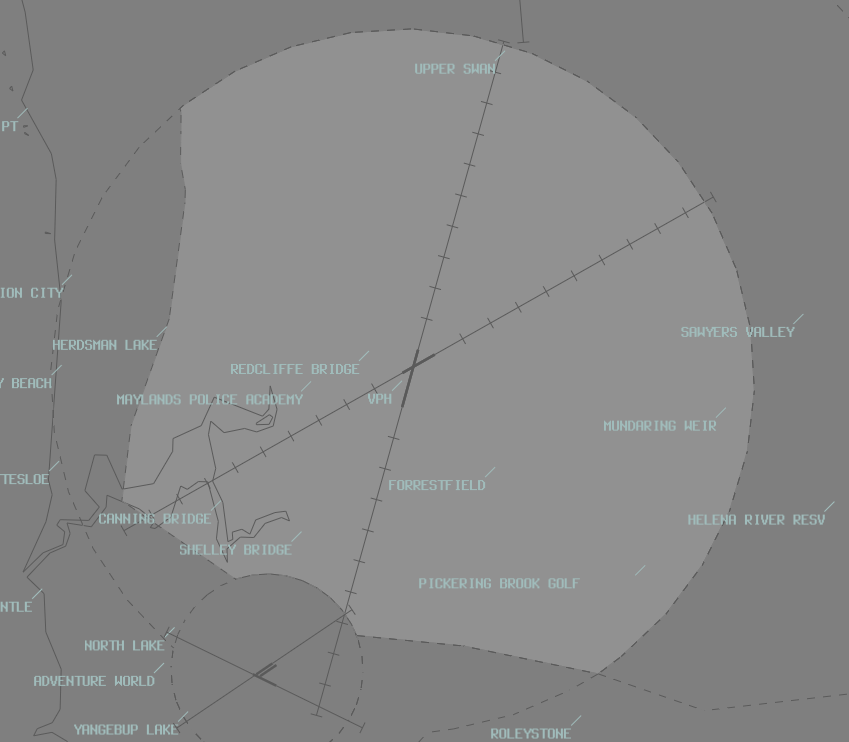 UPPER SWAN
PT
ION CITY
SAWYERS VALLEY
HERDSMAN LAKE
REDCLIFFE BRIDGE
Y BEACH
MAYLANDS POLICE ACADEMY
VPH
MUNDARING WEIR
TTESLOE
FORRESTFIELD
CANNING BRIDGE
HELENA RIVER RESV
SHELLEY BRIDGE
PICKERING BROOK GOLF
NTLE
NORTH LAKE
ADVENTURE WORLD
YANGEBUP LAKE
ROLEYSTONE